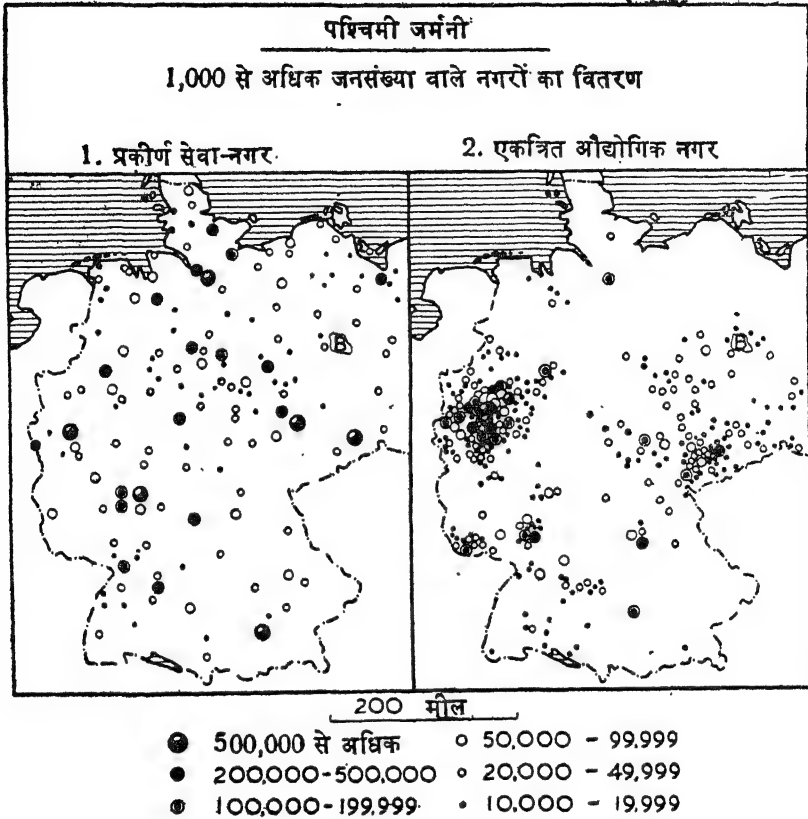 पश्चिमी जर्मनी
1,000 से अधिक जनसंख्या वाले नगरों का वितरण
1. प्रकीर्ण सेवा-नगर
2. एकत्रित औद्योगिक नगर
B
B
200 मील
500,000 से अधिक
50,000 - 99,999
200,000-500,000
20,000 - 49,999
100,000-199,999
10,000 - 19,999